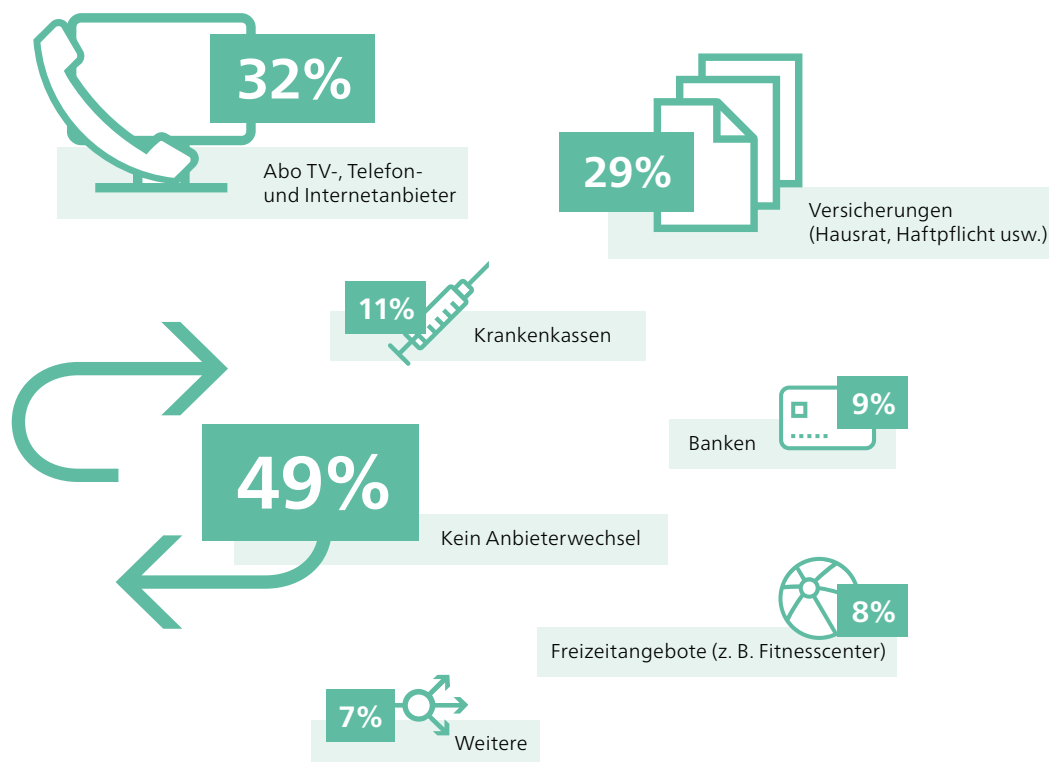 32%
Abo TV-, Telefon-
und Internetanbieter
29%
Versicherungen
(Hausrat, Haftpflicht usw.)
11%
Krankenkassen
9%
Banken
49%
Kein Anbieterwechsel
8%
Freizeitangebote (z. B. Fitnesscenter)
7%
Weitere